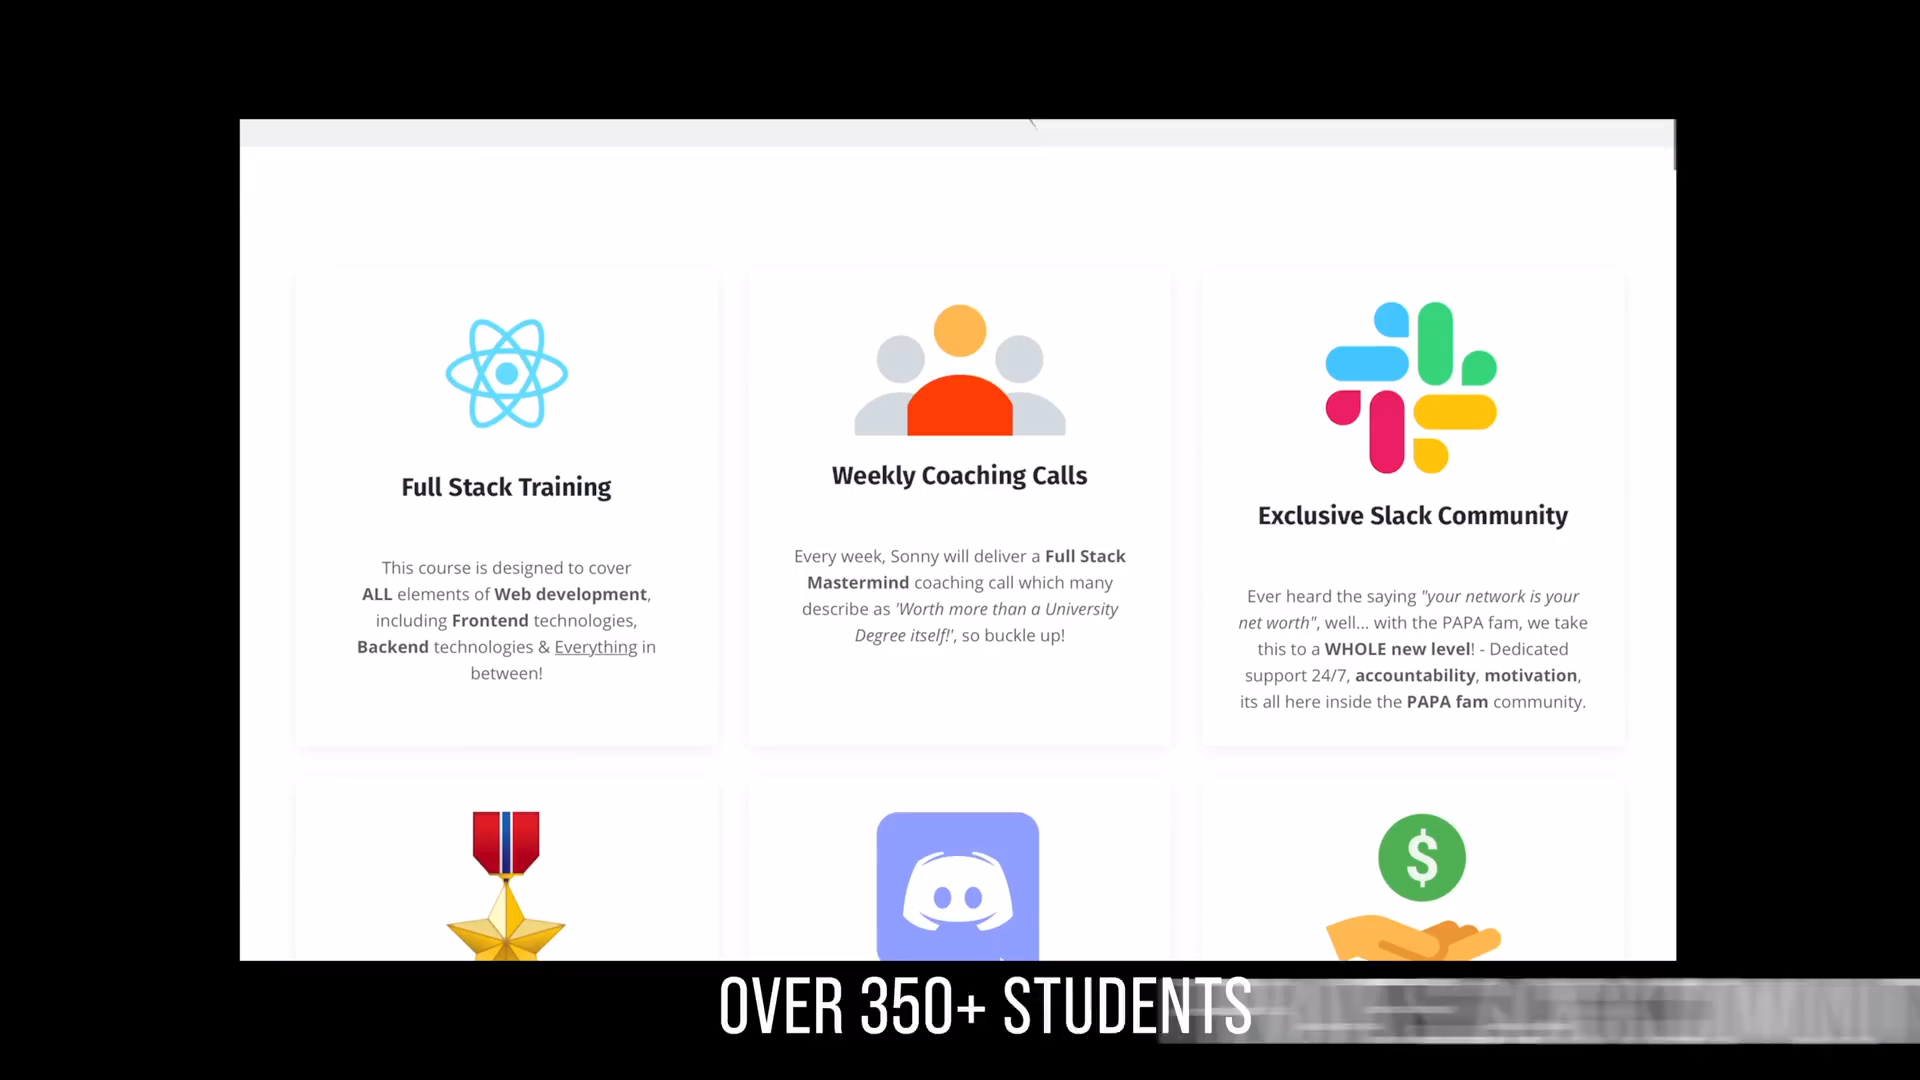 Full Stack Training
This course is designed to cover
ALL elements of Web development,
including Frontend technologies,
Backend technologies & Everything in
between!
Weekly Coaching Calls
Every week, Sonny will deliver a Full Stack
Mastermind coaching call which many
describe as 'Worth more than a University
Degree itself!', so buckle up!
Exclusive Slack Community
Ever heard the saying "your network is your
net worth", well... with the PAPA fam, we take
this to a WHOLE new level! - Dedicated
support 24/7, accountability, motivation,
its all here inside the PAPA fam community.
OVER 350+ STUDENTS